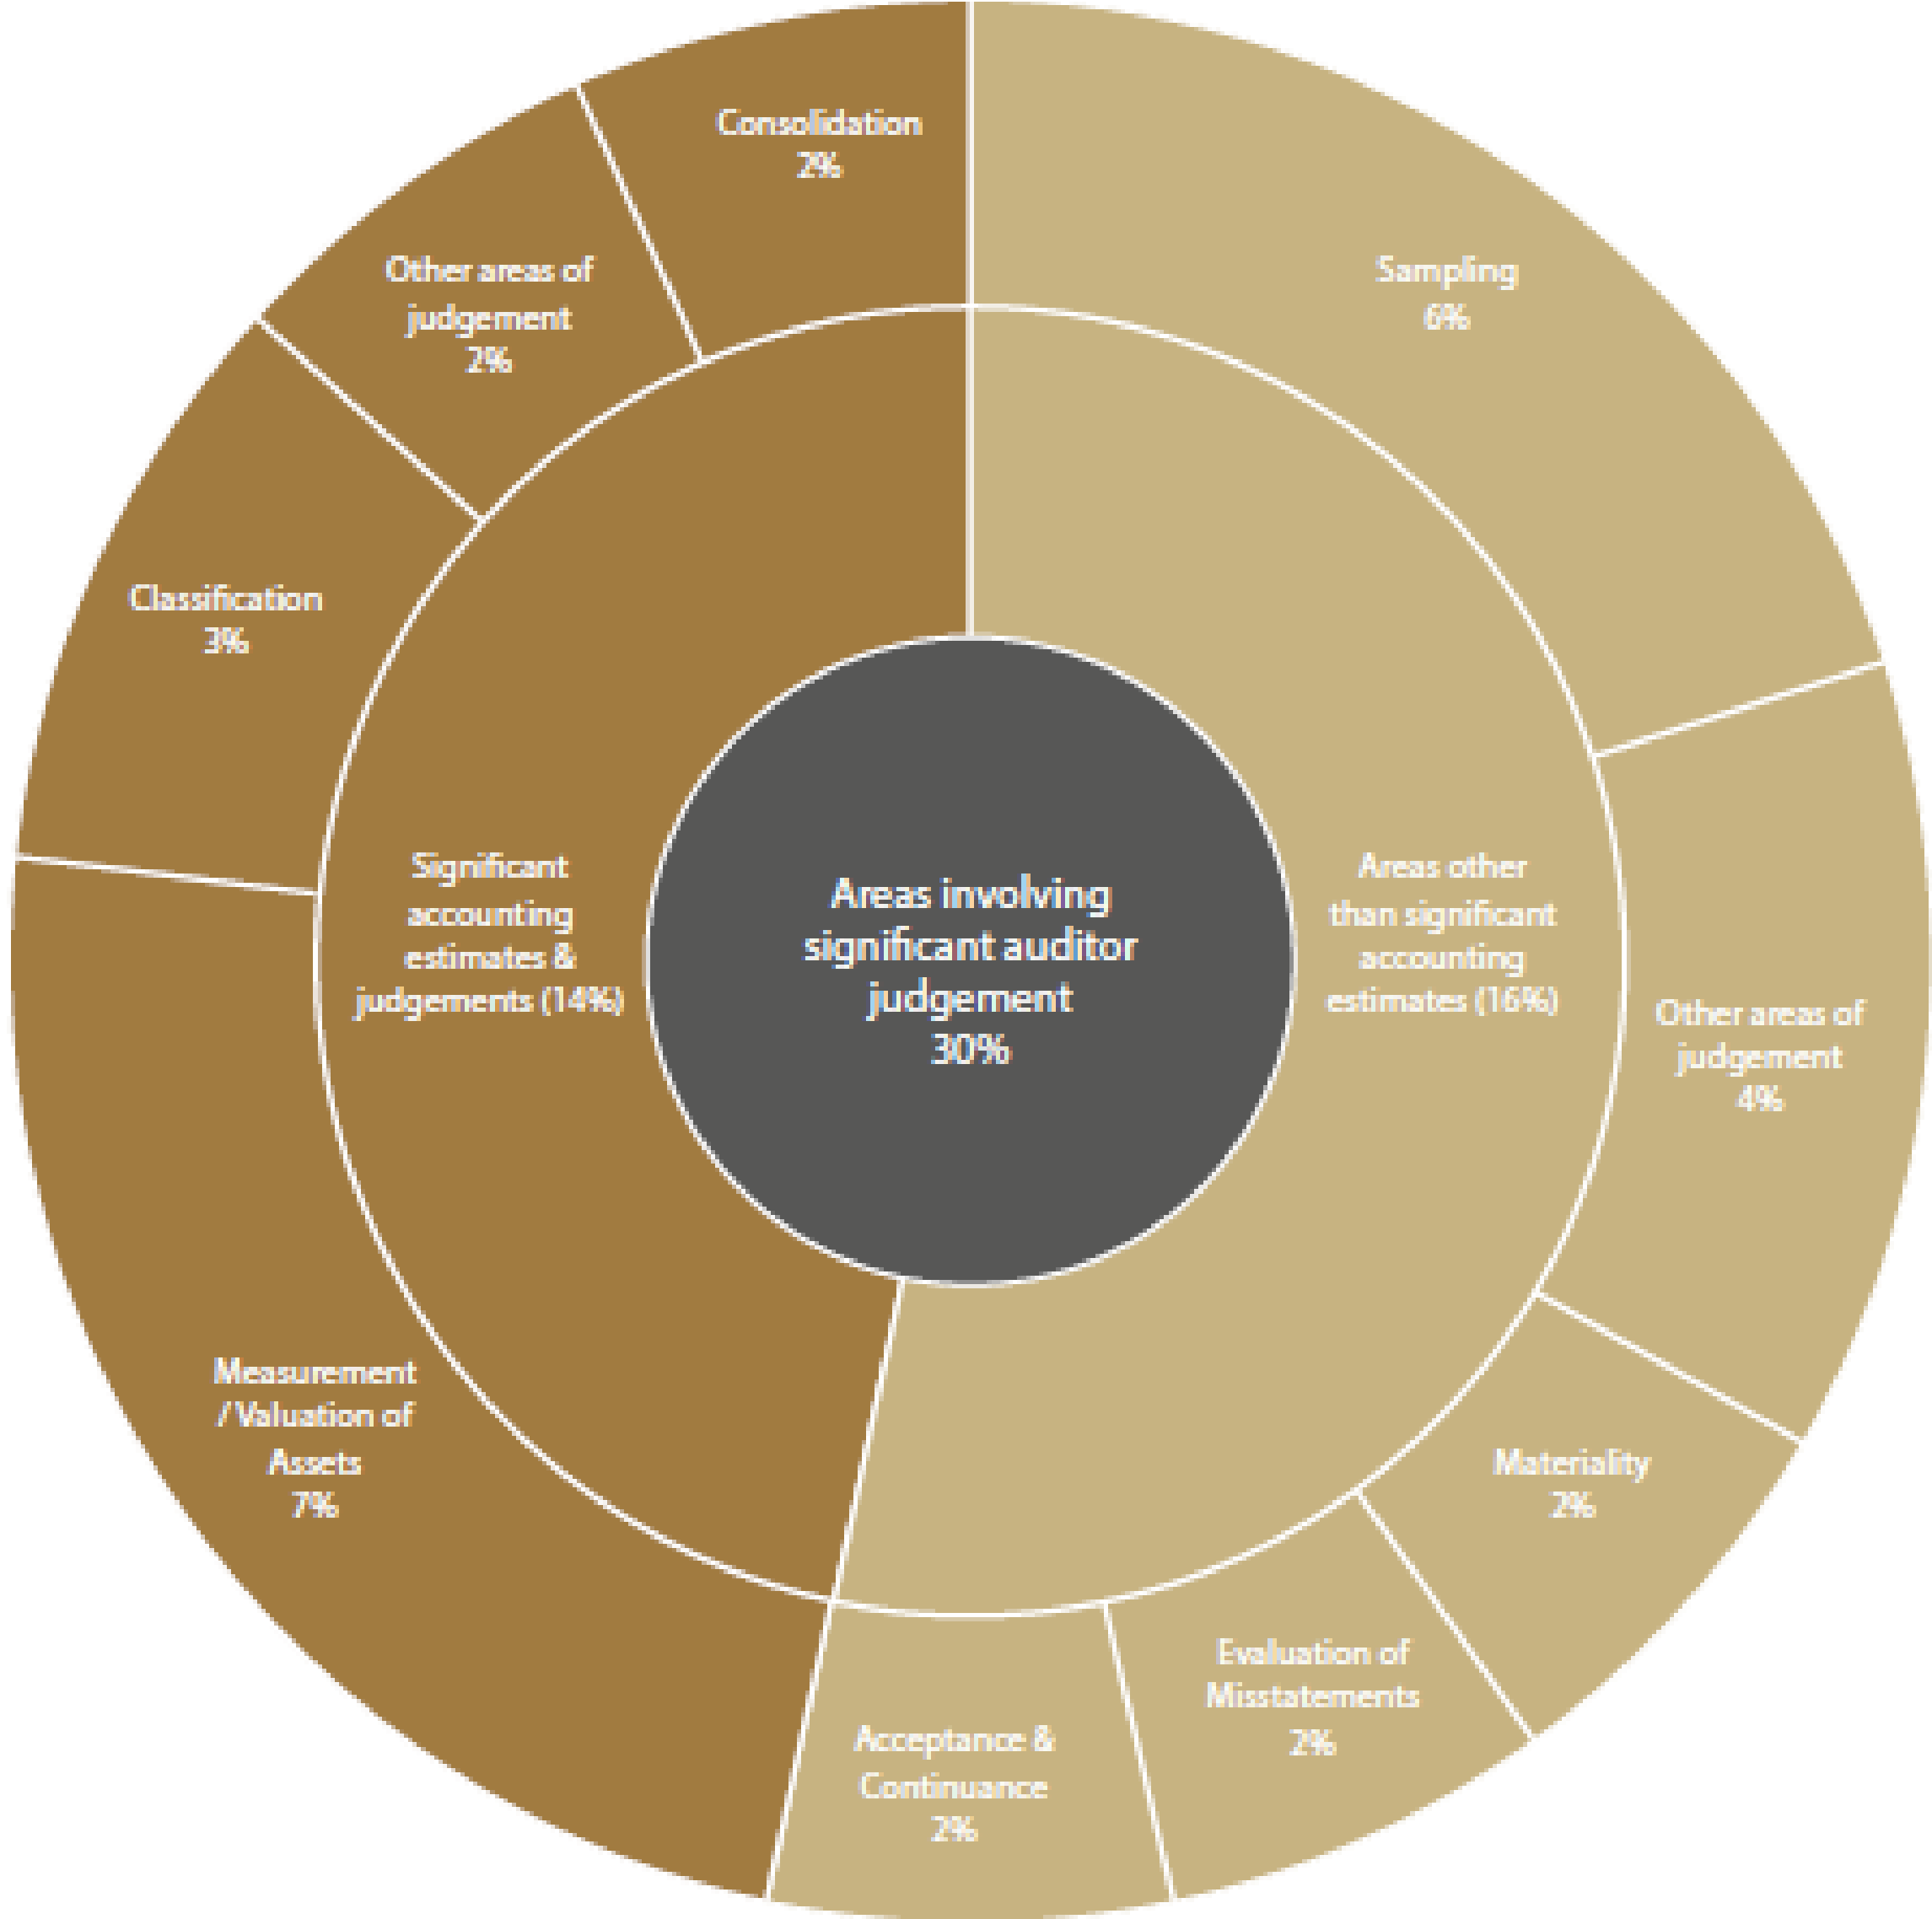 Consolidation
2%
Sampling
6%
Other areas of
judgement
2%
Classification
3%
Significant
accounting
estimates &
judgements (14%)
Areas involving
significant auditor
judgement
30%
Areas other
than significant
accounting
estimates (16%)
Other areas of
judgement
4%
Measurement
/ Valuation of
Assets
7%
Materiality
2%
Evaluation of
Misstatements
2%
Acceptance &
Continuance
2%